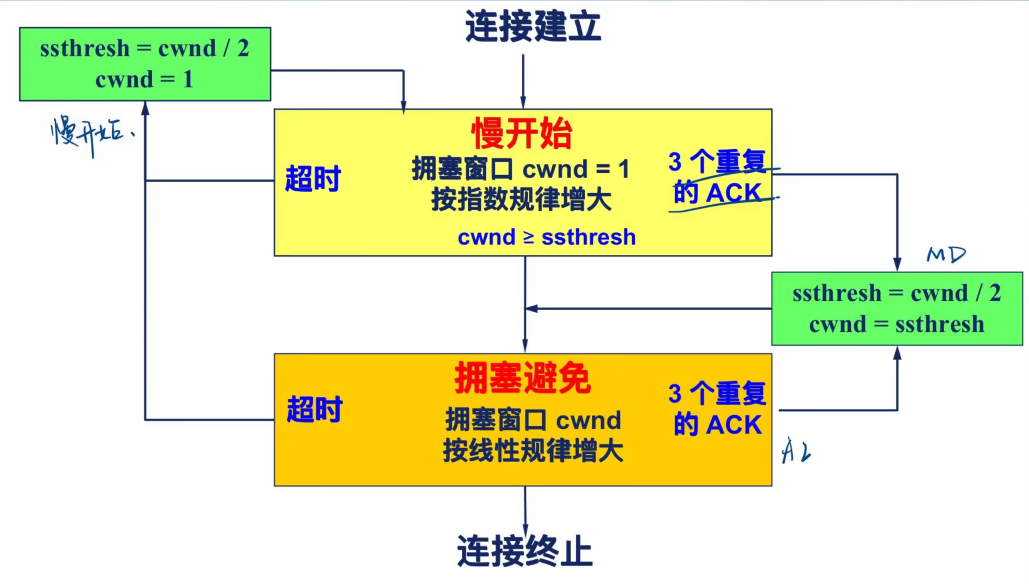 连接建立
ssthresh = cwnd / 2
cwnd = 1
慢开始、
慢开始
超时
拥塞窗口 cwnd = 1
按指数规律增大
3 个重复
的 ACK
cwnd ≥ ssthresh
MD
ssthresh = cwnd / 2
cwnd = ssthresh
拥塞避免
超时
拥塞窗口 cwnd
按线性规律增大
3 个重复
的 ACK
连接终止